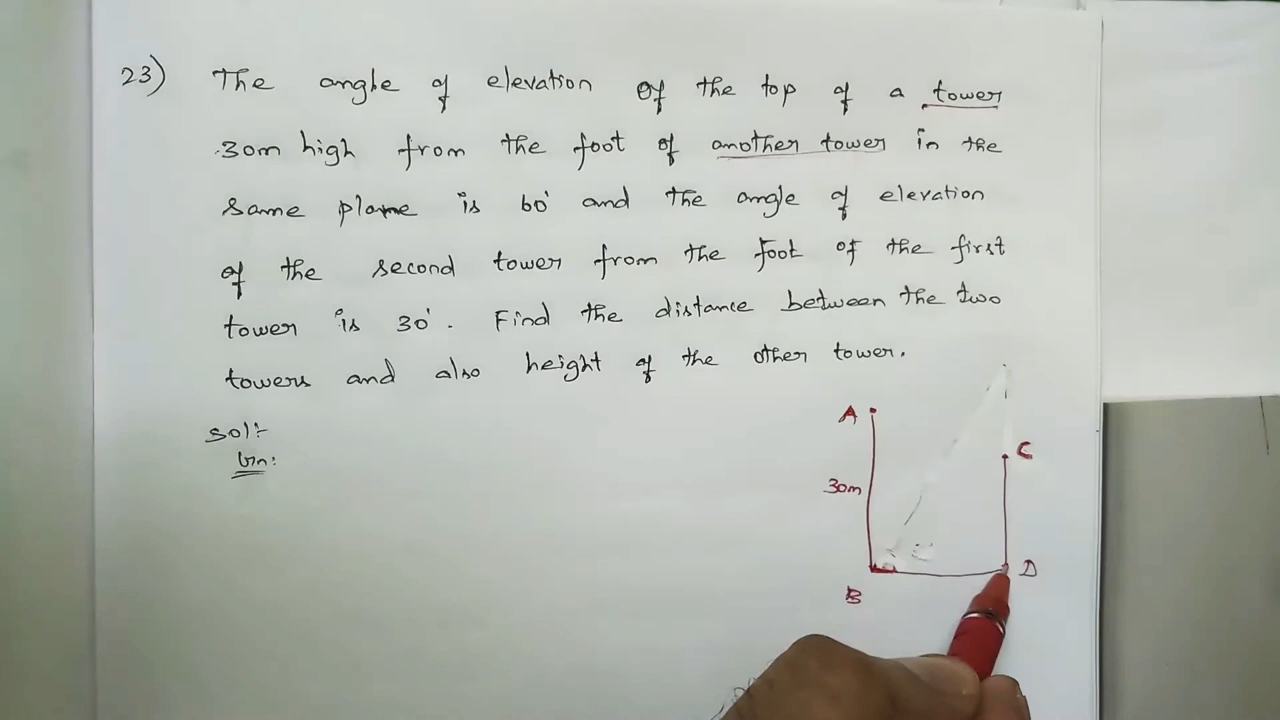 23) The angle of elevation of the top of a tower
30m high from the foot of another tower in the
same plane is 60° and the angle of elevation
of the second tower from the foot of the first
tower is 30°. Find the distance between the two
towers and also height of the other tower.
Sol:-
Gn:
A
C
30m
D
B